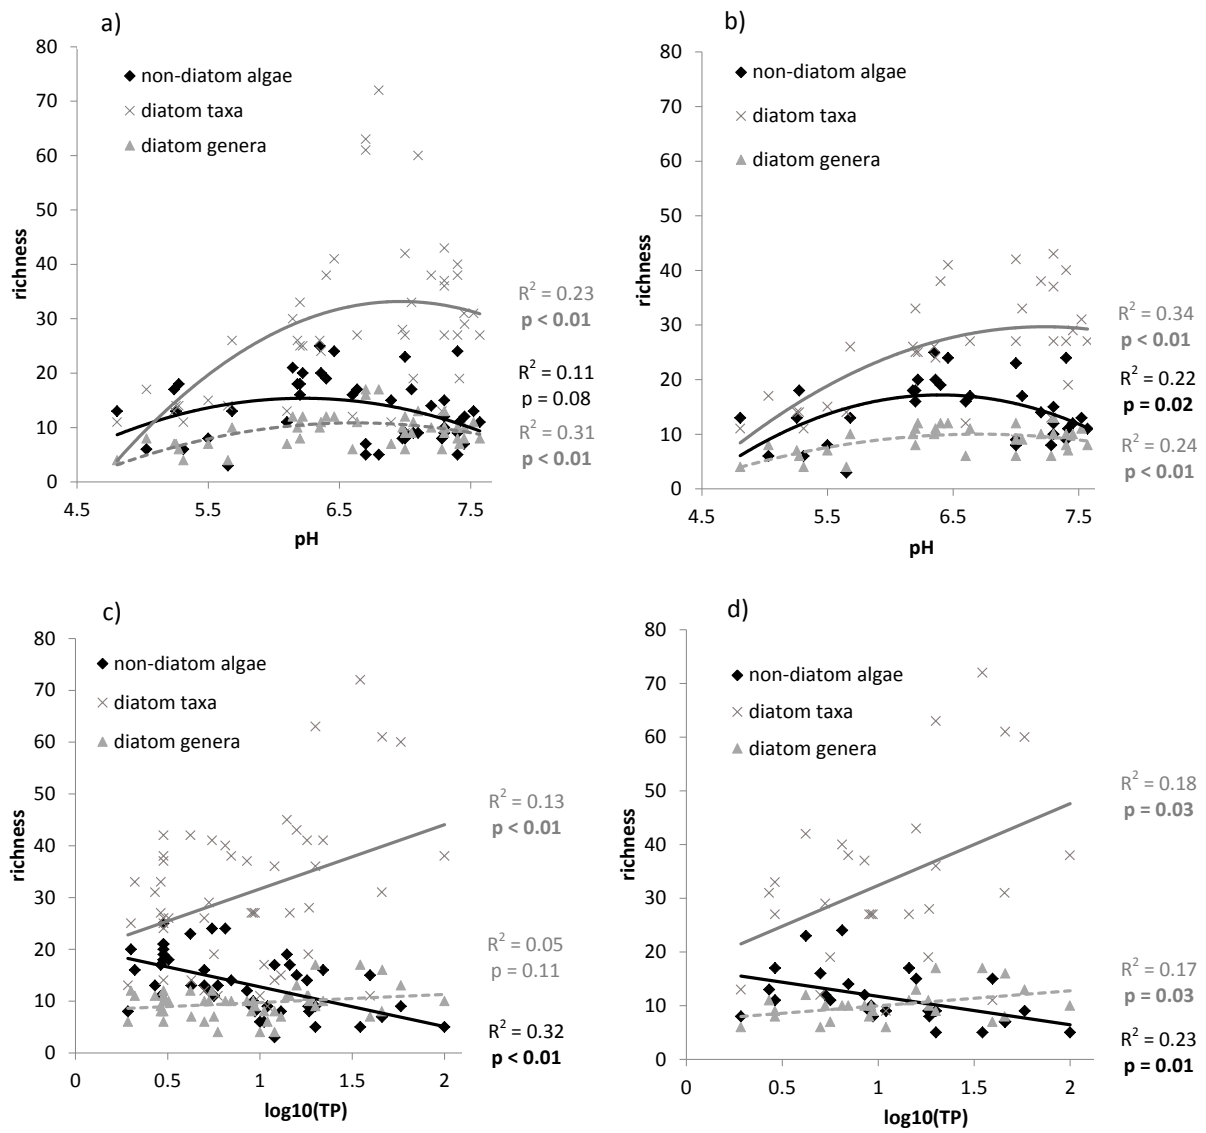 a)
80
70
60
50
40
30
20
10
0
richness
non-diatom algae
diatom taxa
diatom genera
R² = 0.23
p < 0.01
R² = 0.11
p = 0.08
R² = 0.31
p < 0.01
4.5 5.5 6.5 7.5
pH
b)
80
70
60
50
40
30
20
10
0
richness
non-diatom algae
diatom taxa
diatom genera
R² = 0.34
p < 0.01
R² = 0.22
p = 0.02
R² = 0.24
p < 0.01
4.5 5.5 6.5 7.5
pH
c)
80
70
60
50
40
30
20
10
0
richness
non-diatom algae
diatom taxa
diatom genera
R² = 0.13
p < 0.01
R² = 0.05
p = 0.11
R² = 0.32
p < 0.01
0 0.5 1 1.5 2
log10(TP)
d)
80
70
60
50
40
30
20
10
0
richness
non-diatom algae
diatom taxa
diatom genera
R² = 0.18
p = 0.03
R² = 0.17
p = 0.03
R² = 0.23
p = 0.01
0 0.5 1 1.5 2
log10(TP)